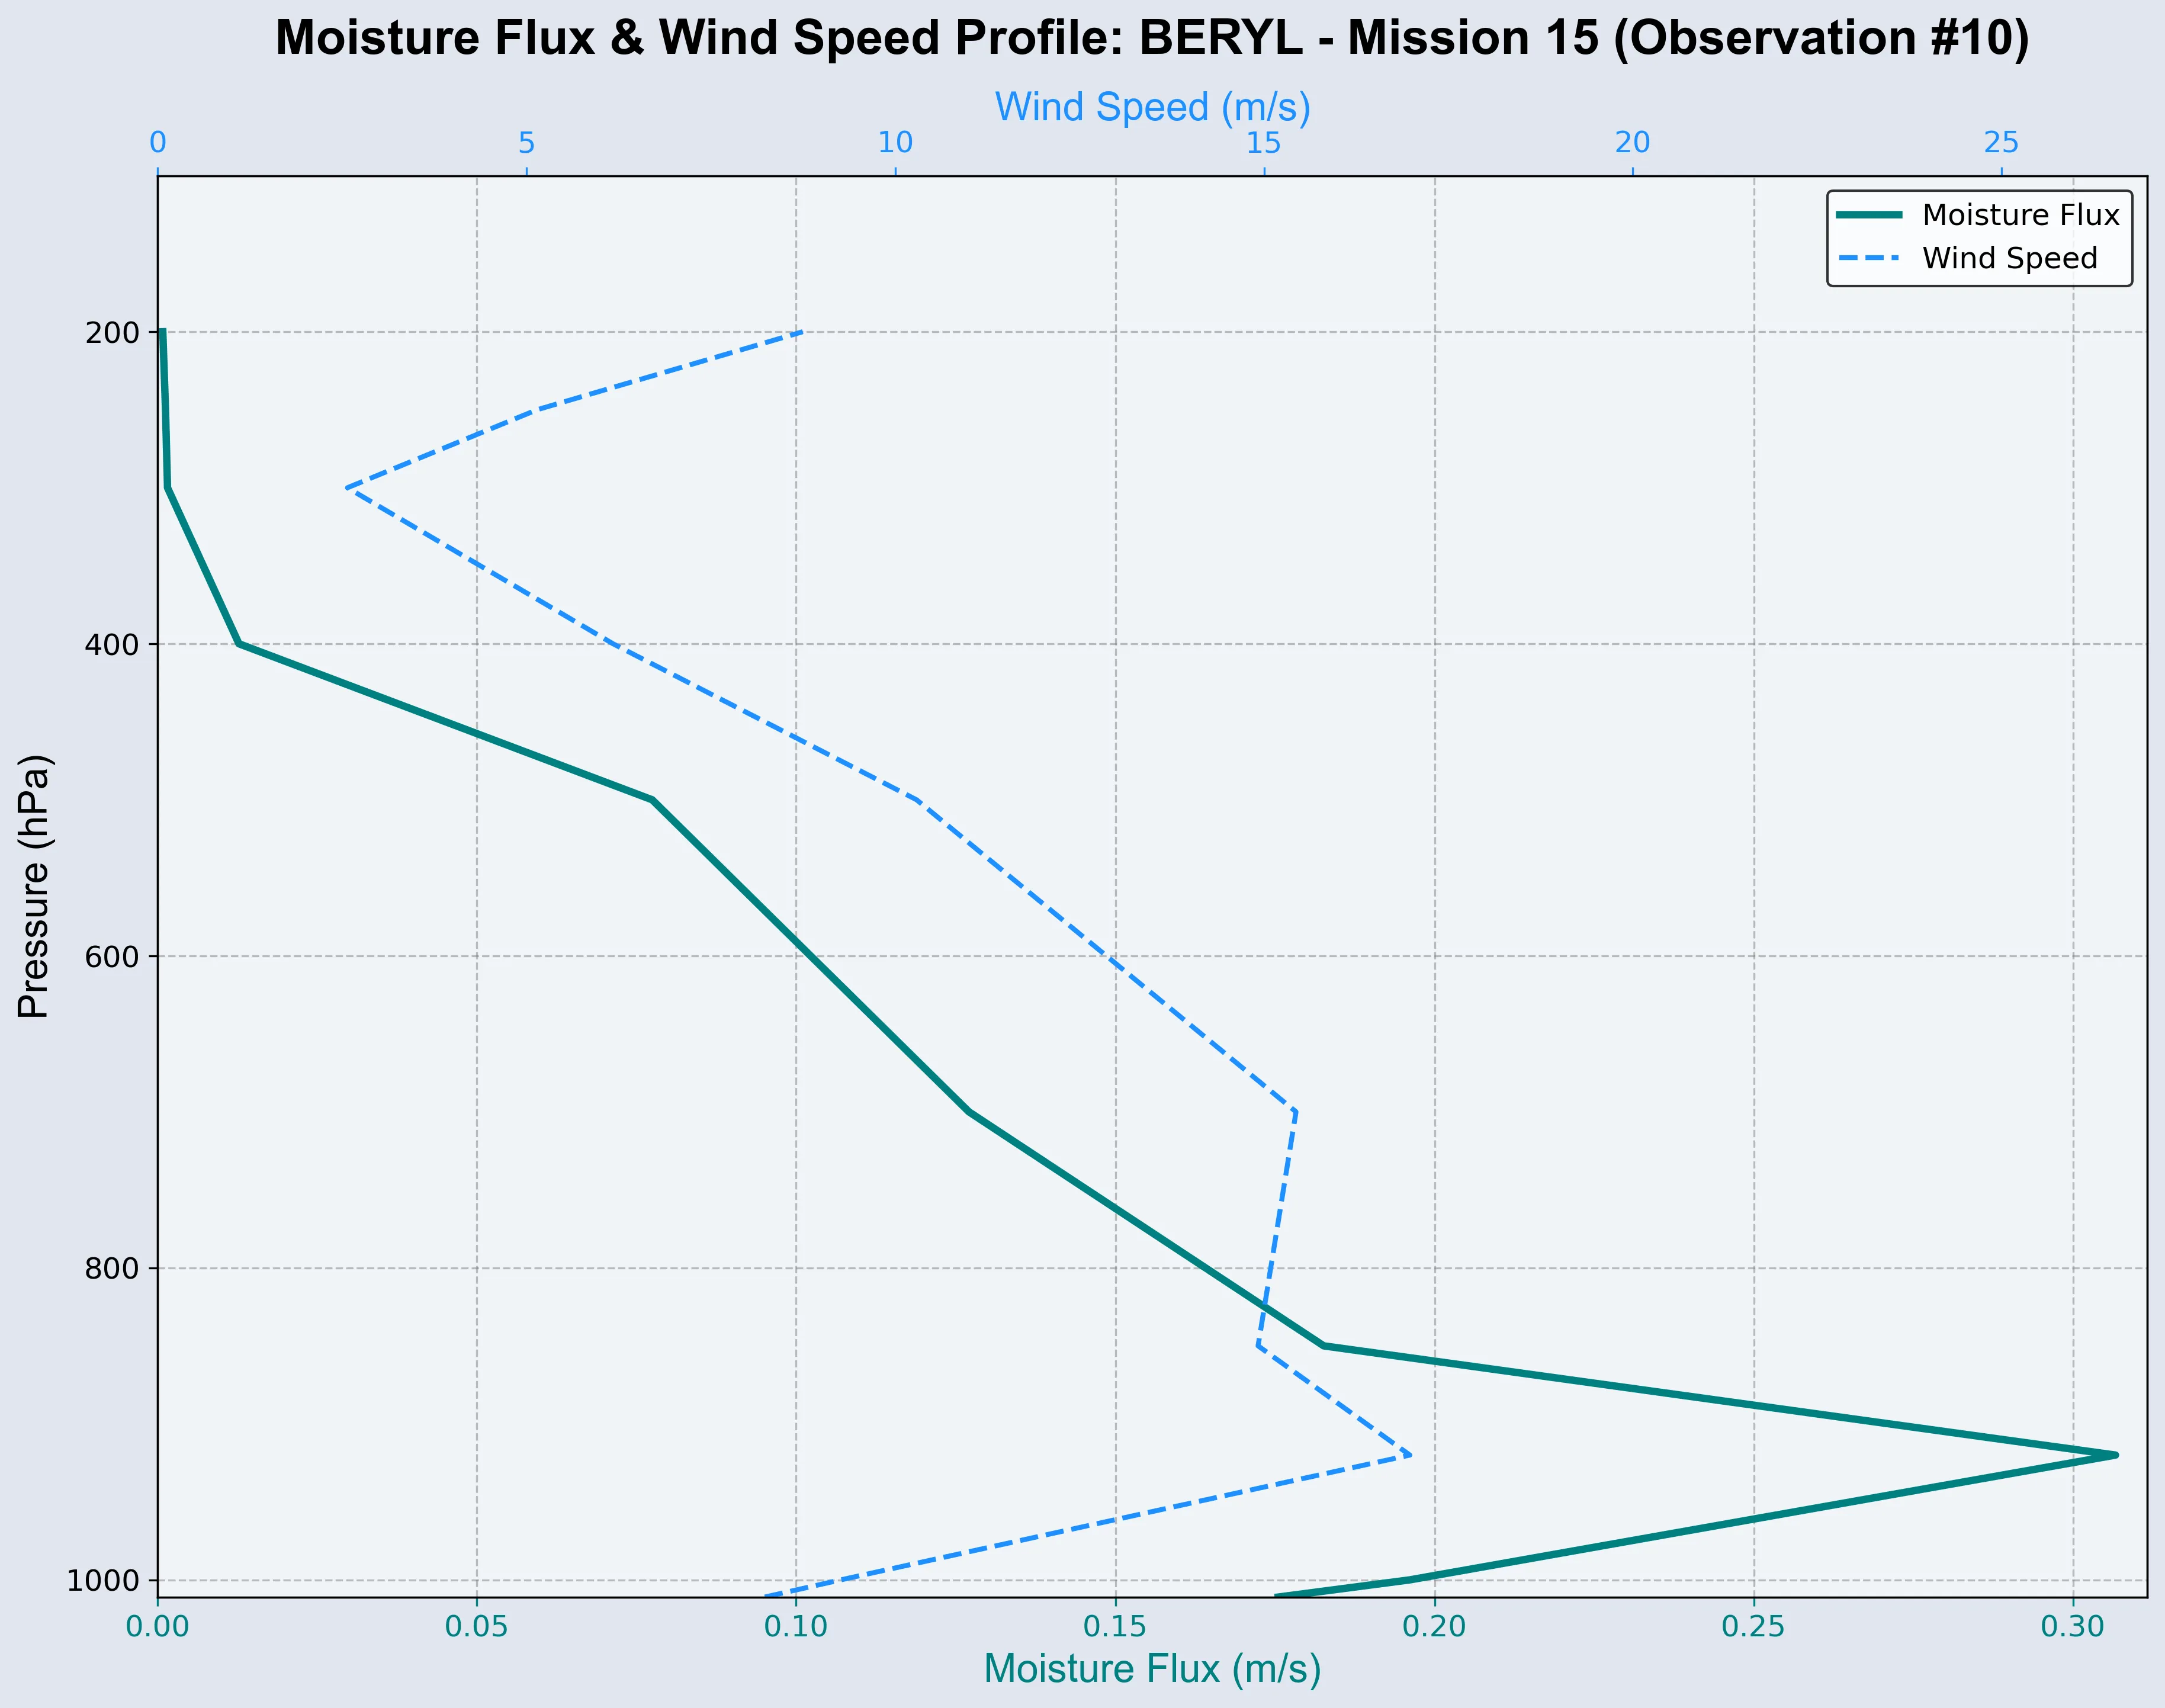 Moisture Flux & Wind Speed Profile: BERYL - Mission 15 (Observation #10)
Wind Speed (m/s)
0 5 10 15 20 25
Moisture Flux
Wind Speed
200
400
600
800
1000
Pressure (hPa)
0.00 0.05 0.10 0.15 0.20 0.25 0.30
Moisture Flux (m/s)